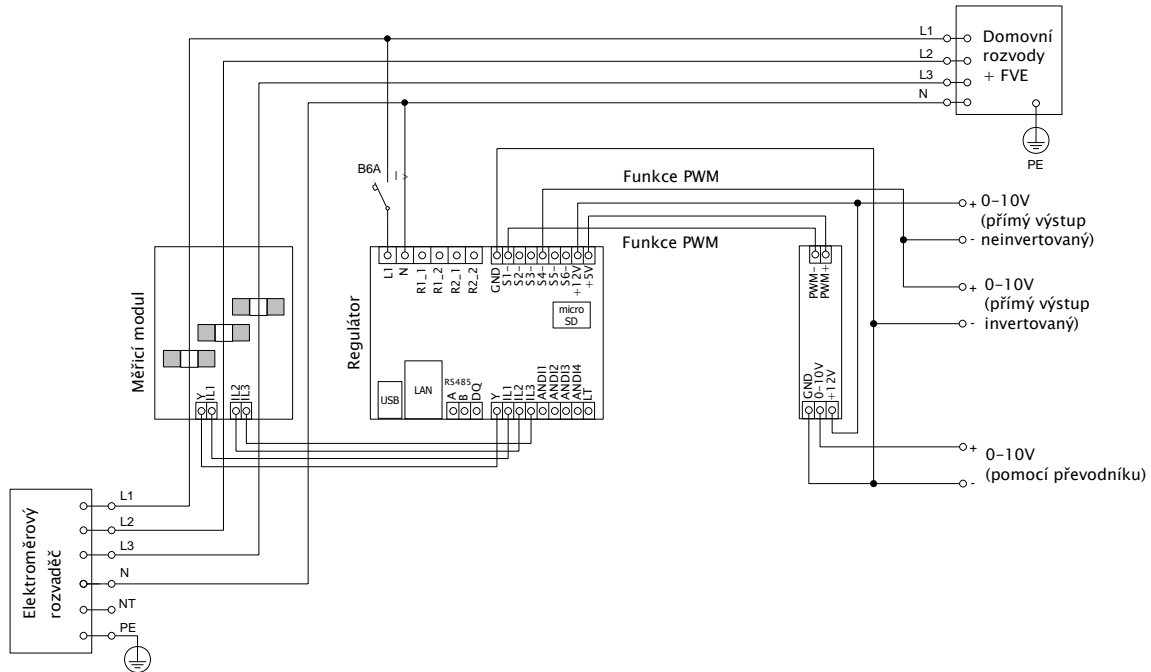 L1
L2
L3
N
Domovní
rozvody
+ FVE
PE
B6A
I >
Funkce PWM
Funkce PWM
+ 0-10V
(přímý výstup
- neinvertovaný)
+ 0-10V
(přímý výstup
- invertovaný)
Měřicí modul
Y
IL1
IL2
IL3
Regulátor
L1
N
R1_1
R1_2
R2_1
R2_2
GND
S1-
S2-
S3-
S4-
S5-
S6-
+12V
+5V
micro
SD
USB
LAN
RS485
A
B
DQ
Y
IL1
IL2
IL3
ANDI1
ANDI2
ANDI3
ANDI4
LT
PWM-
PWM+
GND
0-10V
+12V
+ 0-10V
- (pomocí převodníku)
Elektroměrový
rozvaděč
L1
L2
L3
N
NT
PE